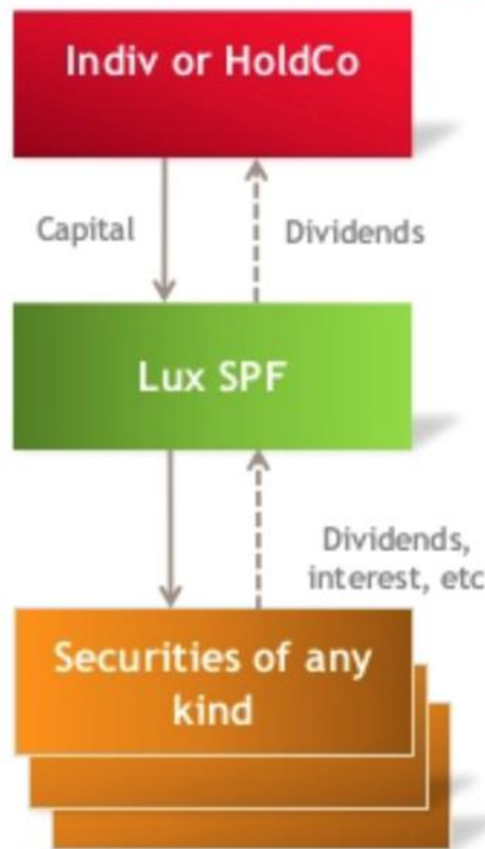 Indiv or HoldCo
Capital
Dividends
Lux SPF
Dividends,
interest, etc
Securities of any
kind